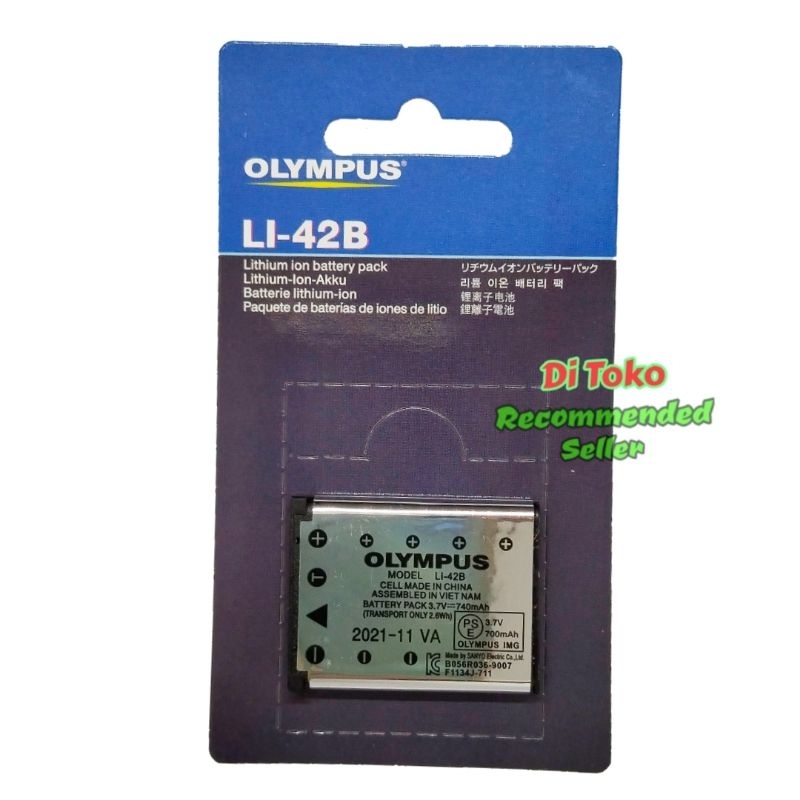 OLYMPUS®
LI-42B
Lithium ion battery pack
Lithium-Ion-Akku
Batterie lithium-ion
Paquete de baterías de iones de litio
リチウムイオンバッテリーパック
리튬 이온 배터리 팩
锂离子电池
鋰離子電池
Di Toko
Recommended
Seller
OLYMPUS
MODEL LI-42B
CELL MADE IN CHINA
ASSEMBLED IN VIET NAM
BATTERY PACK 3.7V⎓740mAh
(TRANSPORT ONLY 2.6Wh)
2021-11 VA
PS E
3.7V
700mAh
OLYMPUS IMG
Made by SANYO Electric Co.,Ltd.
B056R036-9007
F1134J-711
T